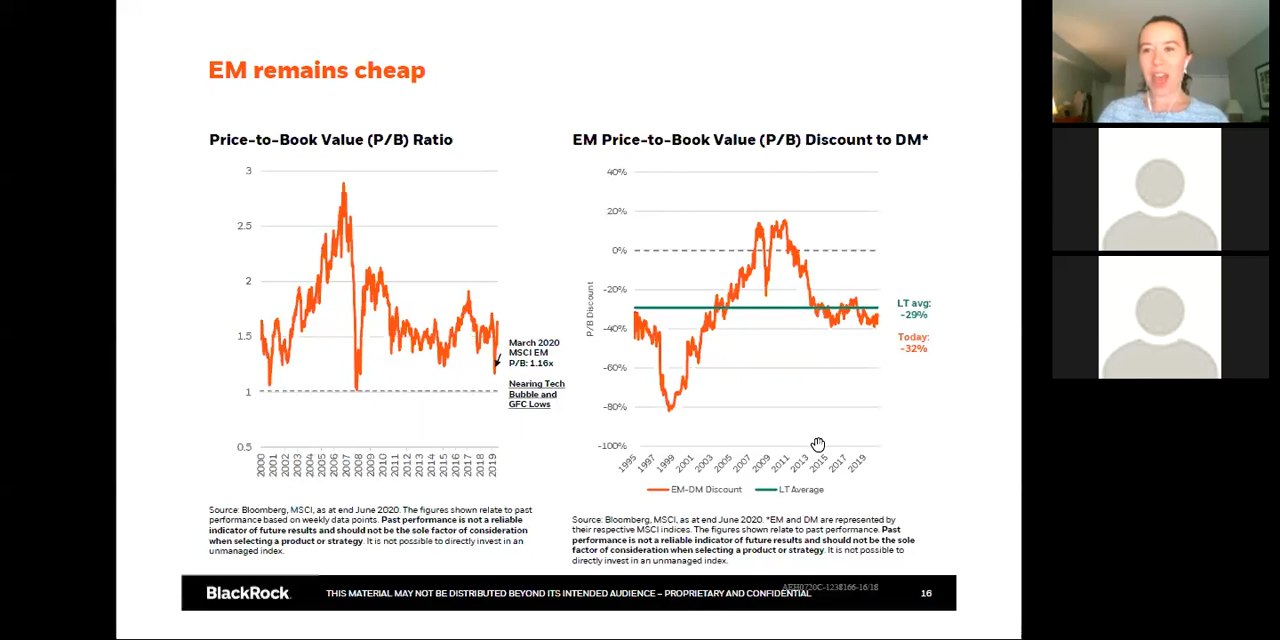 EM remains cheap
Price-to-Book Value (P/B) Ratio
3
2.5
2
1.5
1
0.5
2000
2001
2002
2003
2004
2005
2006
2007
2008
2009
2010
2011
2012
2013
2014
2015
2016
2017
2018
2019
March 2020
MSCI EM
P/B: 1.16x
Nearing Tech
Bubble and
GFC Lows
Source: Bloomberg, MSCI, as at end June 2020. The figures shown relate to past
performance based on weekly data points. Past performance is not a reliable
indicator of future results and should not be the sole factor of consideration
when selecting a product or strategy. It is not possible to directly invest in an
unmanaged index.
EM Price-to-Book Value (P/B) Discount to DM*
P/B Discount
40%
20%
0%
-20%
-40%
-60%
-80%
-100%
1995
1997
1999
2001
2003
2005
2007
2009
2011
2013
2015
2017
2019
LT avg:
-29%
Today:
-32%
EM-DM Discount
LT Average
Source: Bloomberg, MSCI, as at end June 2020. *EM and DM are represented by
their respective MSCI indices. The figures shown relate to past performance. Past
performance is not a reliable indicator of future results and should not be the sole
factor of consideration when selecting a product or strategy. It is not possible to
directly invest in an unmanaged index.
BlackRock.
THIS MATERIAL MAY NOT BE DISTRIBUTED BEYOND ITS INTENDED AUDIENCE – PROPRIETARY AND CONFIDENTIAL
AEH0720C-1238166-16/18
16